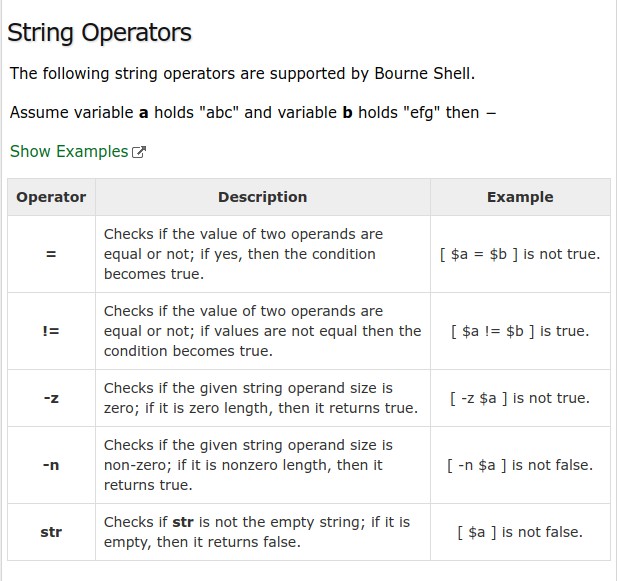 String Operators
The following string operators are supported by Bourne Shell.
Assume variable a holds "abc" and variable b holds "efg" then −
Show Examples
Operator Description Example
= Checks if the value of two operands are
equal or not; if yes, then the condition
becomes true. [ $a = $b ] is not true.
!= Checks if the value of two operands are
equal or not; if values are not equal then the
condition becomes true. [ $a != $b ] is true.
-z Checks if the given string operand size is
zero; if it is zero length, then it returns true. [ -z $a ] is not true.
-n Checks if the given string operand size is
non-zero; if it is nonzero length, then it
returns true. [ -n $a ] is not false.
str Checks if str is not the empty string; if it is
empty, then it returns false. [ $a ] is not false.